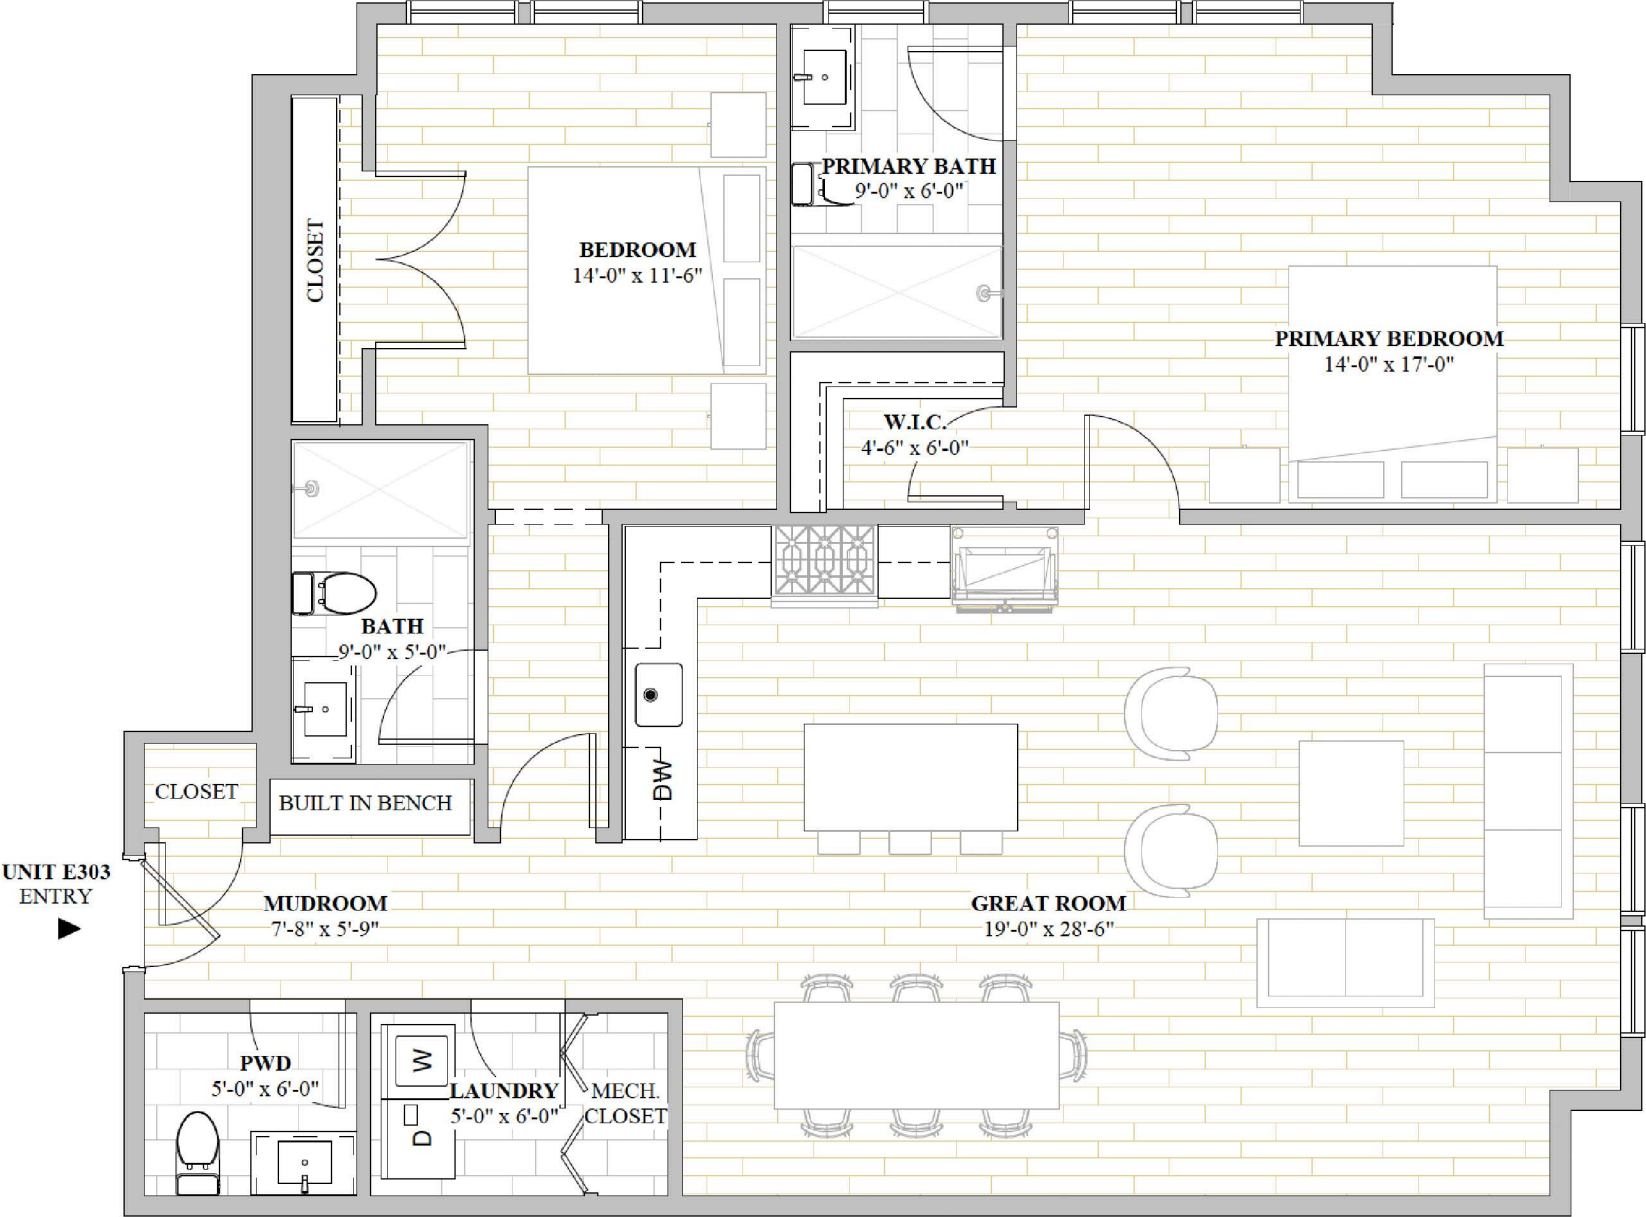 PRIMARY BATH
9'-0" x 6'-0"
BEDROOM
14'-0" x 11'-6"
CLOSET
PRIMARY BEDROOM
14'-0" x 17'-0"
W.I.C.
4'-6" x 6'-0"
BATH
9'-0" x 5'-0"
CLOSET
BUILT IN BENCH
DW
UNIT E303
ENTRY
MUDROOM
7'-8" x 5'-9"
GREAT ROOM
19'-0" x 28'-6"
PWD
5'-0" x 6'-0"
W
D
LAUNDRY
5'-0" x 6'-0"
MECH.
CLOSET